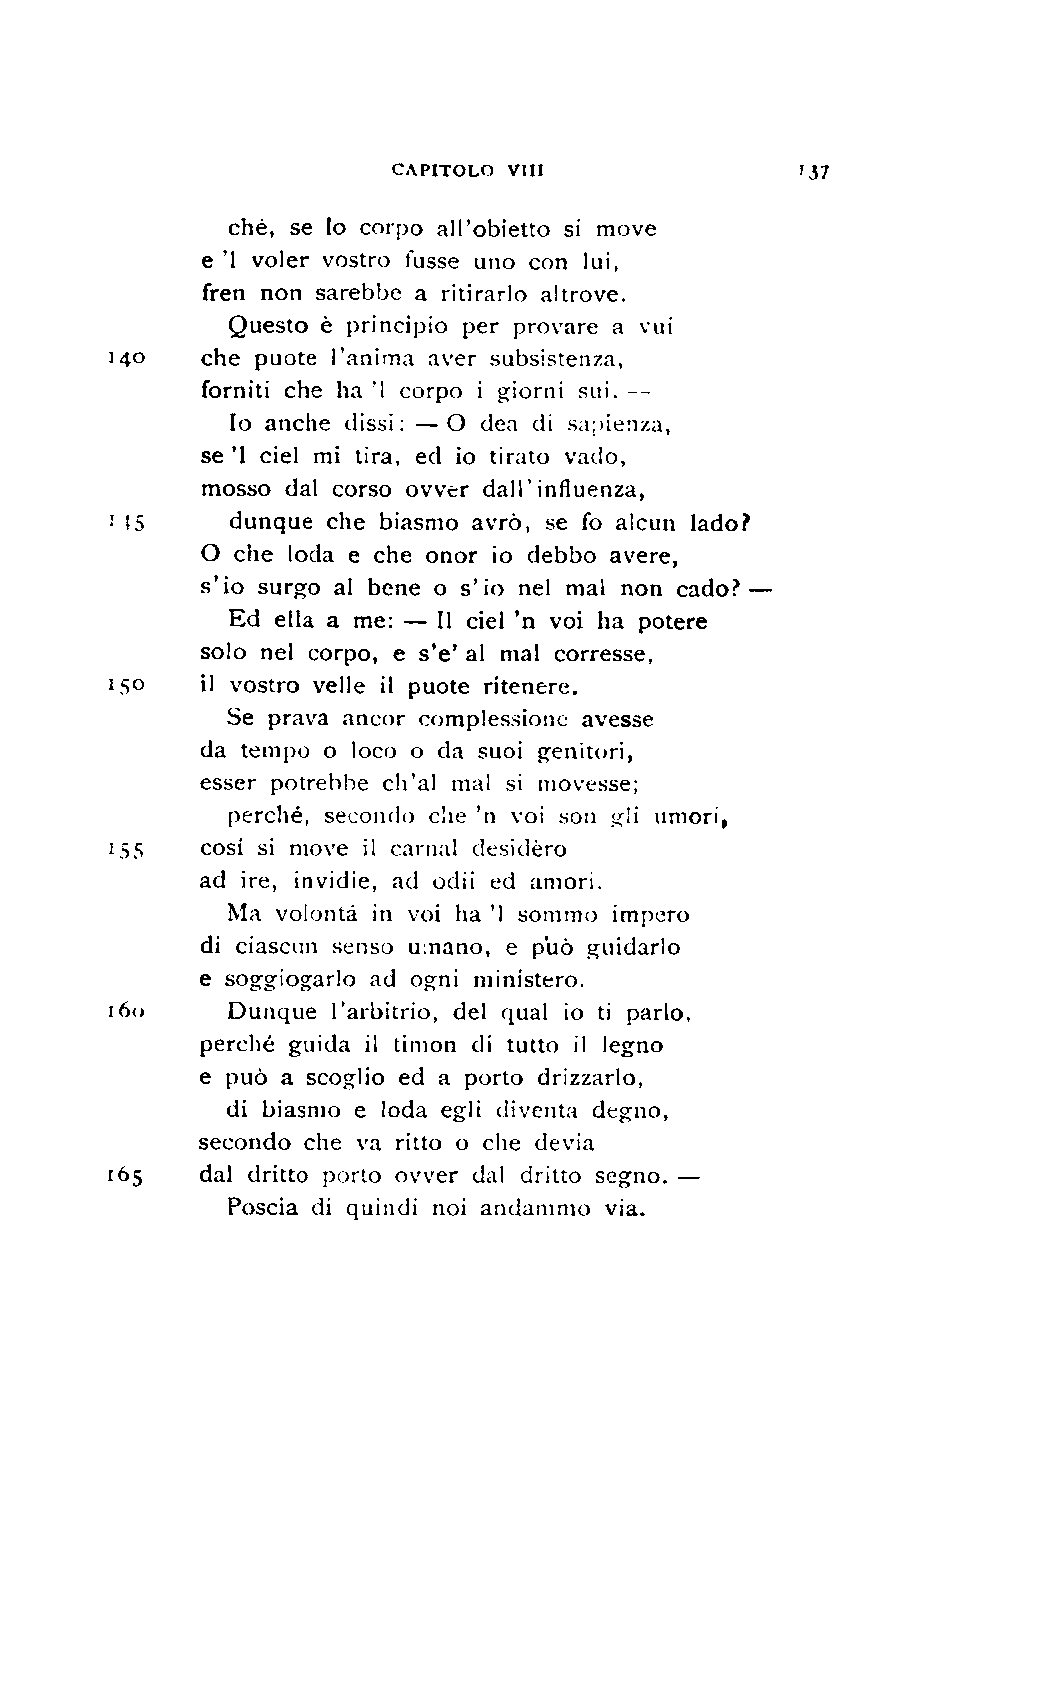 CAPITOLO VIII 137
ché, se lo corpo all'obietto si move
e 'l voler vostro fusse uno con lui,
fren non sarebbe a ritirarlo altrove.
Questo è principio per provare a vui
140 che puote l'anima aver subsistenza,
forniti che ha 'l corpo i giorni sui. —
Io anche dissi: — O dea di sapienza,
se 'l ciel mi tira, ed io tirato vado,
mosso dal corso ovver dall'influenza,
145 dunque che biasmo avrò, se fo alcun lado?
O che loda e che onor io debbo avere,
s'io surgo al bene o s'io nel mal non cado? —
Ed ella a me: — Il ciel 'n voi ha potere
solo nel corpo, e s'e' al mal corresse,
150 il vostro velle il puote ritenere.
Se prava ancor complessione avesse
da tempo o loco o da suoi genitori,
esser potrebbe ch'al mal si movesse;
perché, secondo che 'n voi son gli umori,
155 cosí si move il carnal desidèro
ad ire, invidie, ad odii ed amori.
Ma volontá in voi ha 'l sommo impero
di ciascun senso umano, e può guidarlo
e soggiogarlo ad ogni ministero.
160 Dunque l'arbitrio, del qual io ti parlo,
perché guida il timon di tutto il legno
e può a scoglio ed a porto drizzarlo,
di biasmo e loda egli diventa degno,
secondo che va ritto o che devia
165 dal dritto porto ovver dal dritto segno. —
Poscia di quindi noi andammo via.